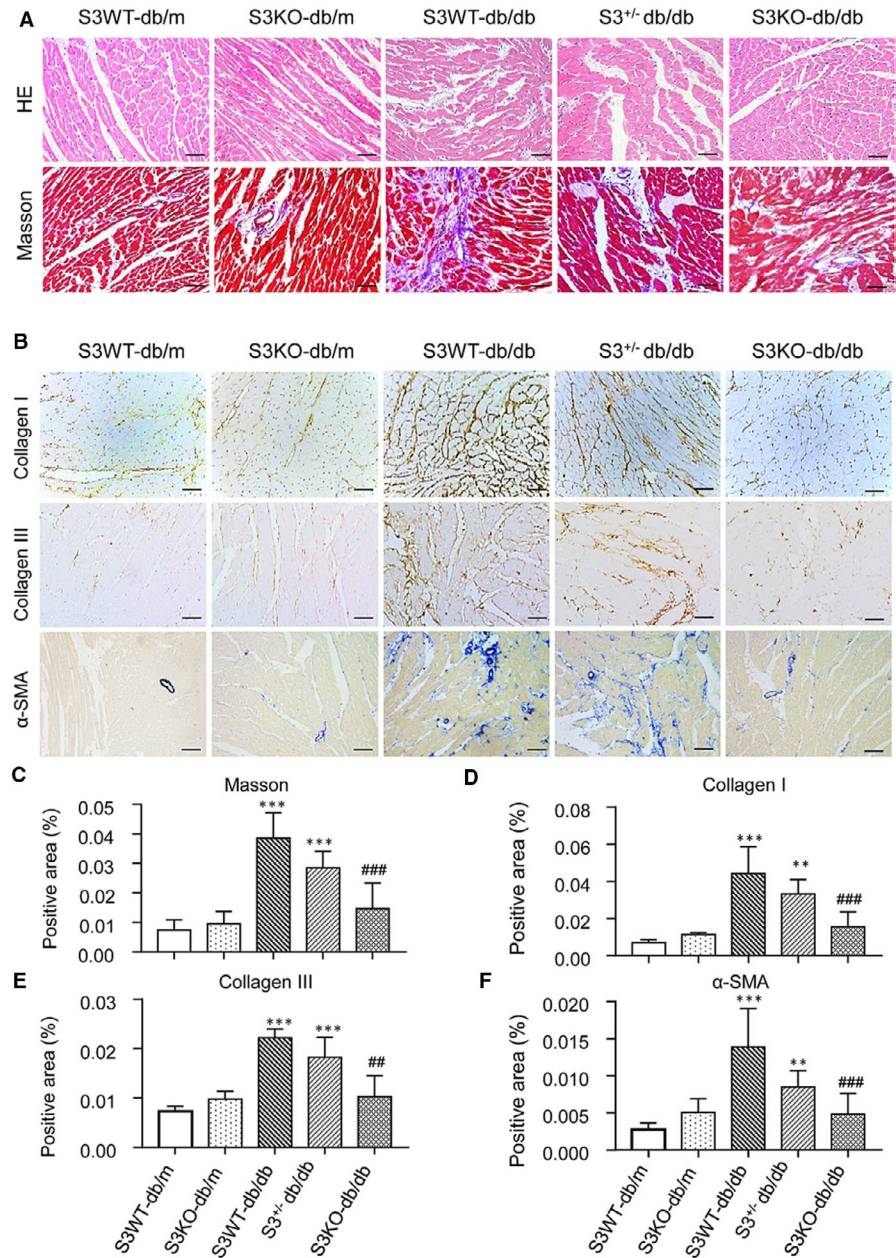 A
S3WT-db/m S3KO-db/m S3WT-db/db S3+/- db/db S3KO-db/db
HE
Masson
B
S3WT-db/m S3KO-db/m S3WT-db/db S3+/- db/db S3KO-db/db
Collagen I
Collagen III
α-SMA
C
Masson
Positive area (%)
0.05
0.04
0.03
0.02
0.01
0.00
*** *** ###
D
Collagen I
Positive area (%)
0.08
0.06
0.04
0.02
0.00
*** ** ###
E
Collagen III
Positive area (%)
0.03
0.02
0.01
0.00
*** *** ##
S3WT-db/m
S3KO-db/m
S3WT-db/db
S3+/- db/db
S3KO-db/db
F
α-SMA
Positive area (%)
0.020
0.015
0.010
0.005
0.000
*** ** ###
S3WT-db/m
S3KO-db/m
S3WT-db/db
S3+/- db/db
S3KO-db/db